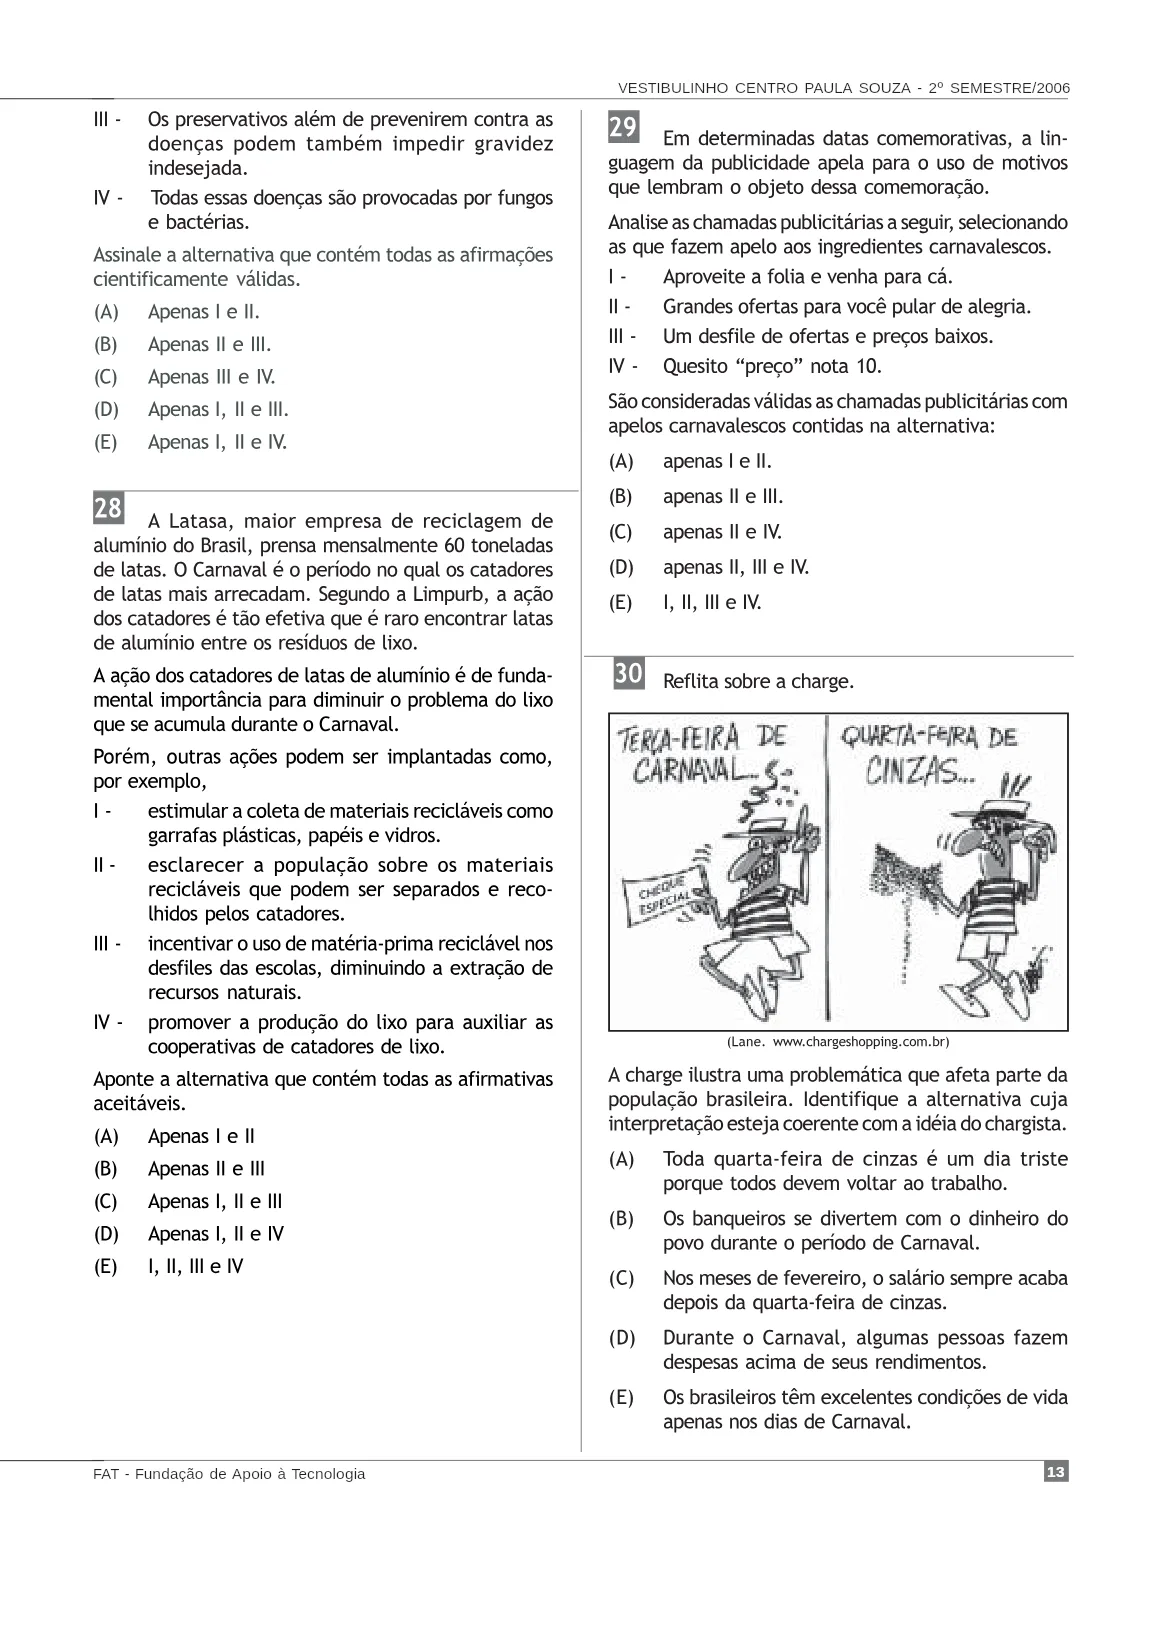 VESTIBULINHO CENTRO PAULA SOUZA - 2º SEMESTRE/2006
III - Os preservativos além de prevenirem contra as
doenças podem também impedir gravidez
indesejada.
IV - Todas essas doenças são provocadas por fungos
e bactérias.
Assinale a alternativa que contém todas as afirmações
cientificamente válidas.
(A) Apenas I e II.
(B) Apenas II e III.
(C) Apenas III e IV.
(D) Apenas I, II e III.
(E) Apenas I, II e IV.
28 A Latasa, maior empresa de reciclagem de
alumínio do Brasil, prensa mensalmente 60 toneladas
de latas. O Carnaval é o período no qual os catadores
de latas mais arrecadam. Segundo a Limpurb, a ação
dos catadores é tão efetiva que é raro encontrar latas
de alumínio entre os resíduos de lixo.
A ação dos catadores de latas de alumínio é de funda-
mental importância para diminuir o problema do lixo
que se acumula durante o Carnaval.
Porém, outras ações podem ser implantadas como,
por exemplo,
I - estimular a coleta de materiais recicláveis como
garrafas plásticas, papéis e vidros.
II - esclarecer a população sobre os materiais
recicláveis que podem ser separados e reco-
lhidos pelos catadores.
III - incentivar o uso de matéria-prima reciclável nos
desfiles das escolas, diminuindo a extração de
recursos naturais.
IV - promover a produção do lixo para auxiliar as
cooperativas de catadores de lixo.
Aponte a alternativa que contém todas as afirmativas
aceitáveis.
(A) Apenas I e II
(B) Apenas II e III
(C) Apenas I, II e III
(D) Apenas I, II e IV
(E) I, II, III e IV
29 Em determinadas datas comemorativas, a lin-
guagem da publicidade apela para o uso de motivos
que lembram o objeto dessa comemoração.
Analise as chamadas publicitárias a seguir, selecionando
as que fazem apelo aos ingredientes carnavalescos.
I - Aproveite a folia e venha para cá.
II - Grandes ofertas para você pular de alegria.
III - Um desfile de ofertas e preços baixos.
IV - Quesito “preço” nota 10.
São consideradas válidas as chamadas publicitárias com
apelos carnavalescos contidas na alternativa:
(A) apenas I e II.
(B) apenas II e III.
(C) apenas II e IV.
(D) apenas II, III e IV.
(E) I, II, III e IV.
30 Reflita sobre a charge.
TERÇA-FEIRA DE
CARNAVAL...
CHEQUE
ESPECIAL
QUARTA-FEIRA DE
CINZAS...
(Lane. www.chargeshopping.com.br)
A charge ilustra uma problemática que afeta parte da
população brasileira. Identifique a alternativa cuja
interpretação esteja coerente com a idéia do chargista.
(A) Toda quarta-feira de cinzas é um dia triste
porque todos devem voltar ao trabalho.
(B) Os banqueiros se divertem com o dinheiro do
povo durante o período de Carnaval.
(C) Nos meses de fevereiro, o salário sempre acaba
depois da quarta-feira de cinzas.
(D) Durante o Carnaval, algumas pessoas fazem
despesas acima de seus rendimentos.
(E) Os brasileiros têm excelentes condições de vida
apenas nos dias de Carnaval.
FAT - Fundação de Apoio à Tecnologia
13